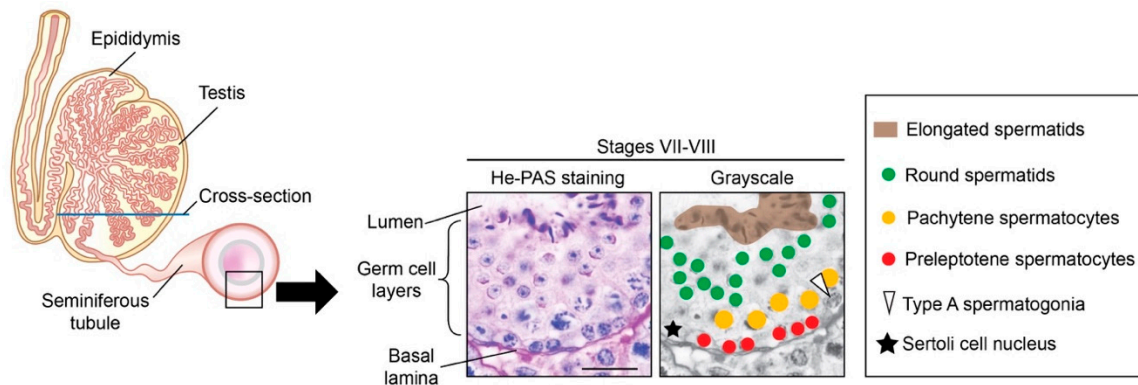 Epididymis
Testis
Cross-section
Seminiferous
tubule
Stages VII-VIII
He-PAS staining
Grayscale
Lumen
Germ cell
layers
Basal
lamina
Elongated spermatids
Round spermatids
Pachytene spermatocytes
Preleptotene spermatocytes
Type A spermatogonia
Sertoli cell nucleus